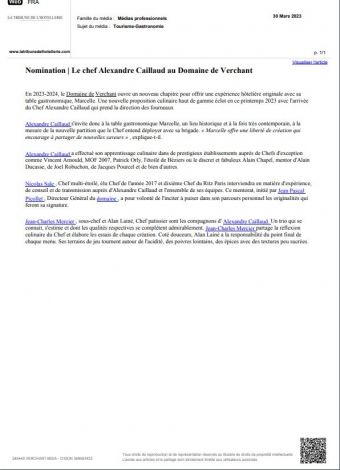 Web FRA
LA TRIBUNE DE L'HOTELLERIE
Famille du média : Médias professionnels
Sujet du média : Tourisme-Gastronomie
30 Mars 2023
www.latribunedelhotellerie.com
p. 1/1
Visualiser l'article
Nomination | Le chef Alexandre Caillaud au Domaine de Verchant
En 2023-2024, le Domaine de Verchant ouvre un nouveau chapitre pour offrir une expérience hôtelière originale avec sa
table gastronomique, Marcelle. Une nouvelle proposition culinaire haut de gamme éclot en ce printemps 2023 avec l'arrivée
du Chef Alexandre Caillaud qui prend la direction des fourneaux
Alexandre Caillaud s'invite donc à la table gastronomique Marcelle, un lieu historique et à la fois très contemporain, à la
mesure de la nouvelle partition que le Chef entend déployer avec sa brigade. « Marcelle offre une liberté de création qui
encourage à partager de nouvelles saveurs » , explique-t-il.
Alexandre Caillaud a effectué son apprentissage culinaire dans de prestigieux établissements auprès de Chefs d'exception
comme Vincent Arnould, MOF 2007, Patrick Orly, l'étoilé de Béziers ou le discret et fabuleux Alain Chapel, mentor d'Alain
Ducasse, de Joel Robuchon, de Jacques Pourcel et de bien d'autres.
Nicolas Sale , Chef multi-étoilé, élu Chef de l'année 2017 et dixième Chef du Ritz Paris interviendra en matière d'expérience,
de conseil et de transmission auprès d'Alexandre Caillaud et l'ensemble de ses équipes. Ce mentorat, initié par Jean Pascal
Picollet , Directeur Général du domaine , a pour volonté de l'inciter à puiser dans son parcours personnel les originalités qui
feront sa signature.
Jean-Charles Mercier , sous-chef et Alan Lainé, Chef patissier sont les compagnons d' Alexandre Caillaud. Un trio qui se
connait, s'estime et dont les qualités respectives se complètent admirablement. Jean-Charles Mercier partage la réflexion
culinaire du Chef et élabore les essais de chaque création. Coté douceurs, Alan Laine a la responsabilité du point final de
chaque menu. Ses terrains de jeu tournent autour de l'acidité, des poivres lointains, des épices avec des textures peu sucrées.
Tous droits de reproduction et de représentation réservés au titulaire de droits de propriété intellectuelle
L'accès aux articles et le partage sont strictement limités aux utilisateurs autorisés.